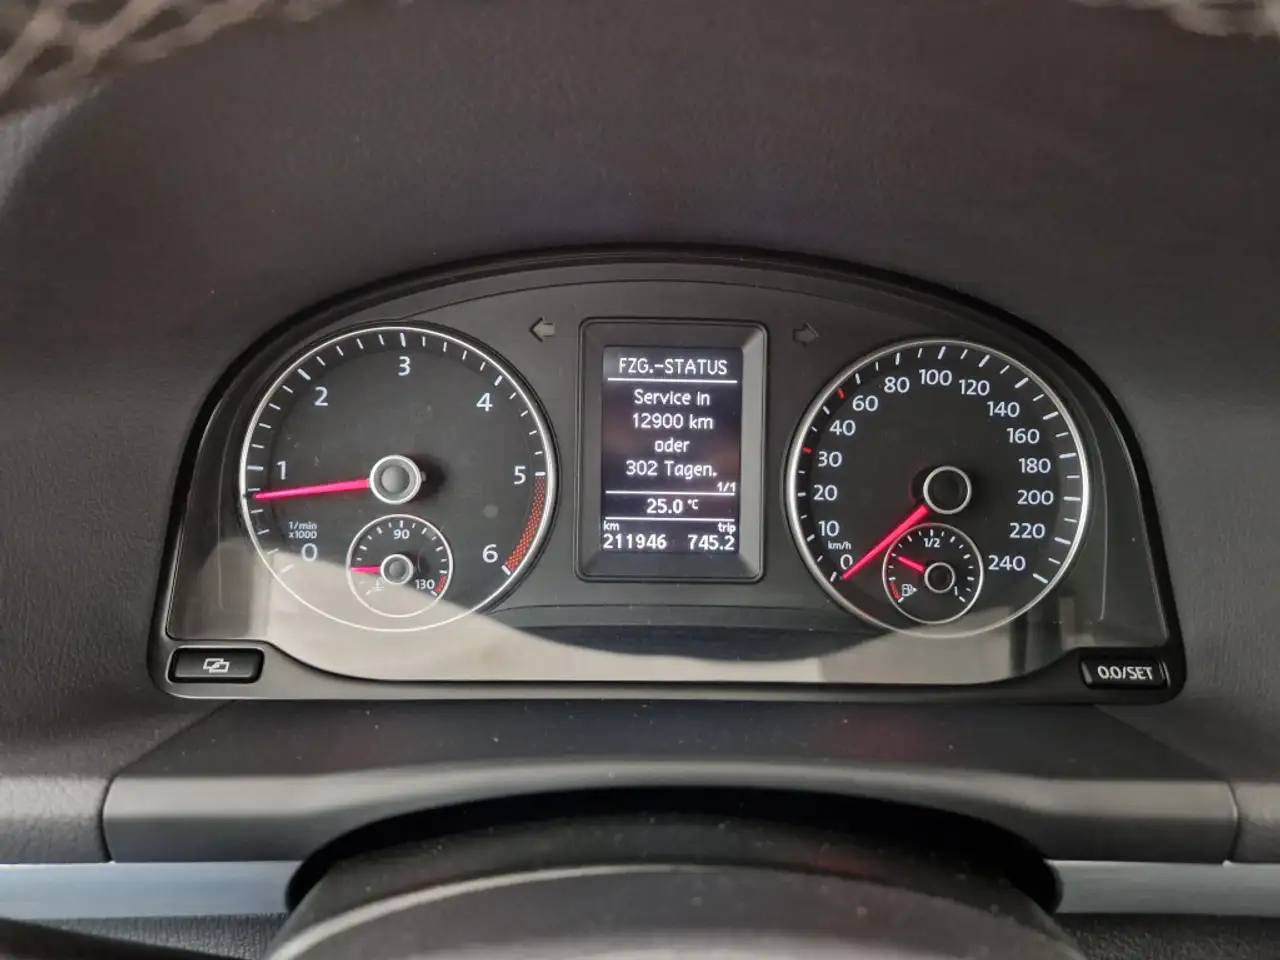 FZG.-STATUS
Service in
12900 km
oder
302 Tagen.
1/1
25.0 °C
km trip
211946 745.2
0 1 2 3 4 5 6
1/min
x1000
90
130
0 10 20 30 40 60 80 100 120 140 160 180 200 220 240
km/h
1/2
1
0.0/SET